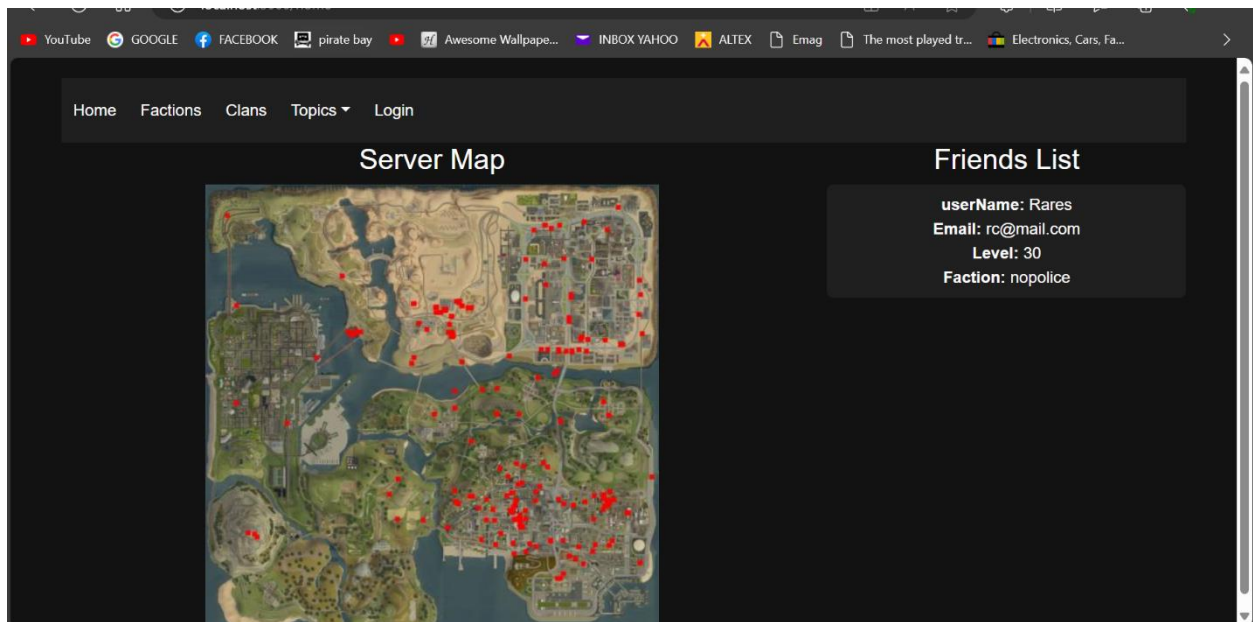 YouTube GOOGLE FACEBOOK pirate bay Awesome Wallpape... INBOX YAHOO ALTEX Emag The most played tr... Electronics, Cars, Fa...
Home Factions Clans Topics Login
Server Map
Friends List
userName: Rares
Email: rc@mail.com
Level: 30
Faction: nopolice